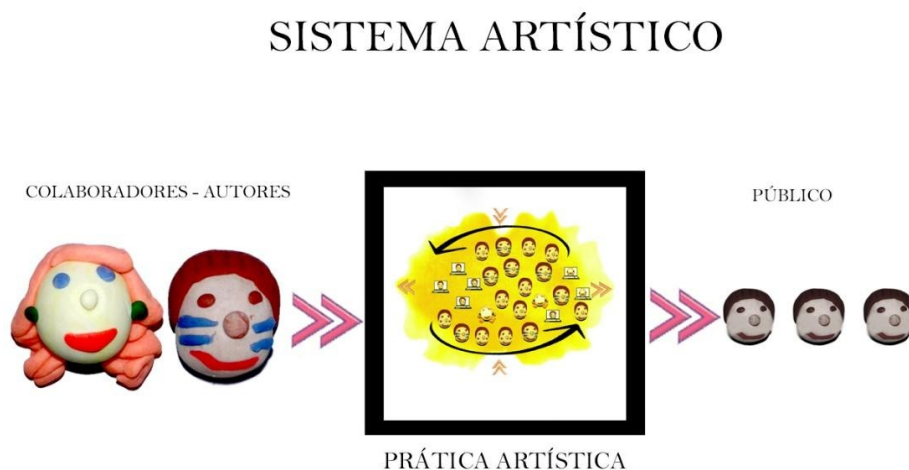 SISTEMA ARTÍSTICO
COLABORADORES - AUTORES
PÚBLICO
PRÁTICA ARTÍSTICA